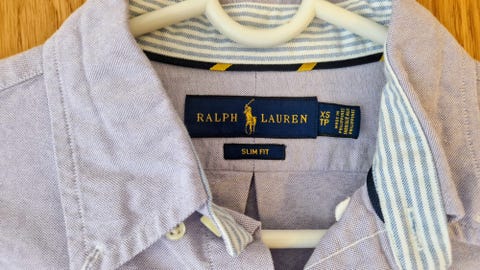 RALPH LAUREN
XS
TP
SLIM FIT